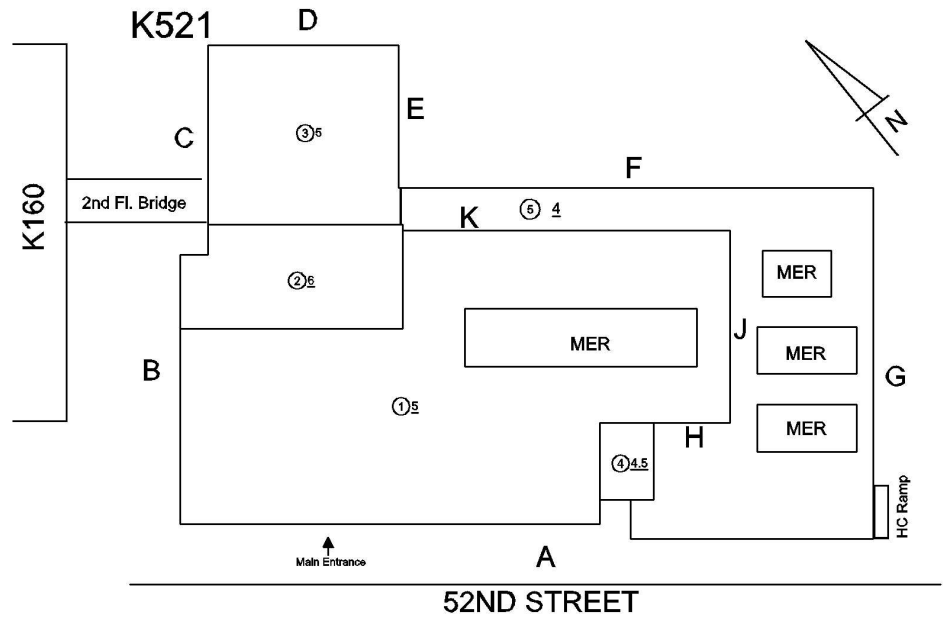 K521
D
E
C
F
N
2nd Fl. Bridge
K160
③5
⑤ 4
K
②6
MER
J
MER
MER
B
G
①5
MER
H
④4.5
HC Ramp
Main Entrance
A
52ND STREET